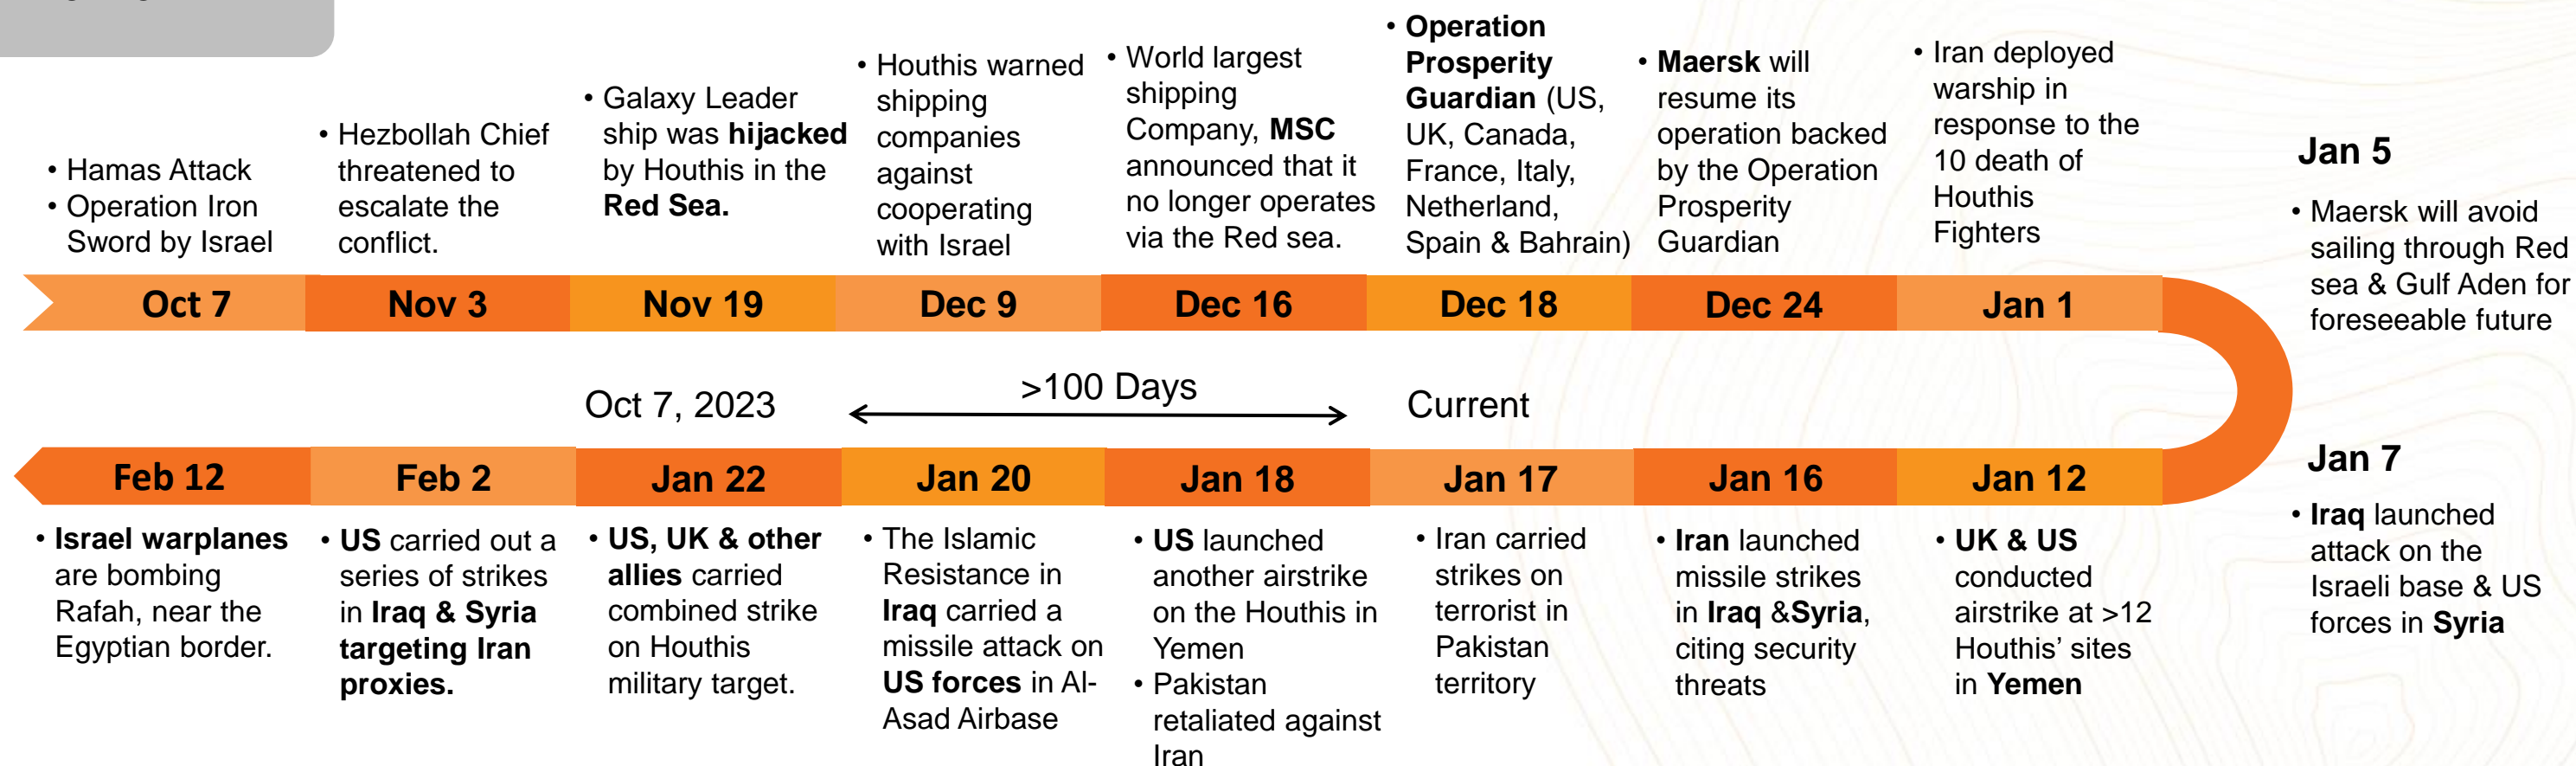 • Hamas Attack
• Operation Iron
Sword by Israel
• Hezbollah Chief
threatened to
escalate the
conflict.
• Galaxy Leader
ship was hijacked
by Houthis in the
Red Sea.
• Houthis warned
shipping
companies
against
cooperating
with Israel
• World largest
shipping
Company, MSC
announced that it
no longer operates
via the Red sea.
• Operation
Prosperity
Guardian (US,
UK, Canada,
France, Italy,
Netherland,
Spain & Bahrain)
• Maersk will
resume its
operation backed
by the Operation
Prosperity
Guardian
• Iran deployed
warship in
response to the
10 death of
Houthis
Fighters
Oct 7
Nov 3
Nov 19
Dec 9
Dec 16
Dec 18
Dec 24
Jan 1
Jan 5
• Maersk will avoid
sailing through Red
sea & Gulf Aden for
foreseeable future
Oct 7, 2023
>100 Days
Current
Jan 7
• Iraq launched
attack on the
Israeli base & US
forces in Syria
Feb 12
Feb 2
Jan 22
Jan 20
Jan 18
Jan 17
Jan 16
Jan 12
• Israel warplanes
are bombing
Rafah, near the
Egyptian border.
• US carried out a
series of strikes
in Iraq & Syria
targeting Iran
proxies.
• US, UK & other
allies carried
combined strike
on Houthis
military target.
• The Islamic
Resistance in
Iraq carried a
missile attack on
US forces in Al-
Asad Airbase
• US launched
another airstrike
on the Houthis in
Yemen
• Pakistan
retaliated against
Iran
• Iran carried
strikes on
terrorist in
Pakistan
territory
• Iran launched
missile strikes
in Iraq &Syria,
citing security
threats
• UK & US
conducted
airstrike at >12
Houthis’ sites
in Yemen